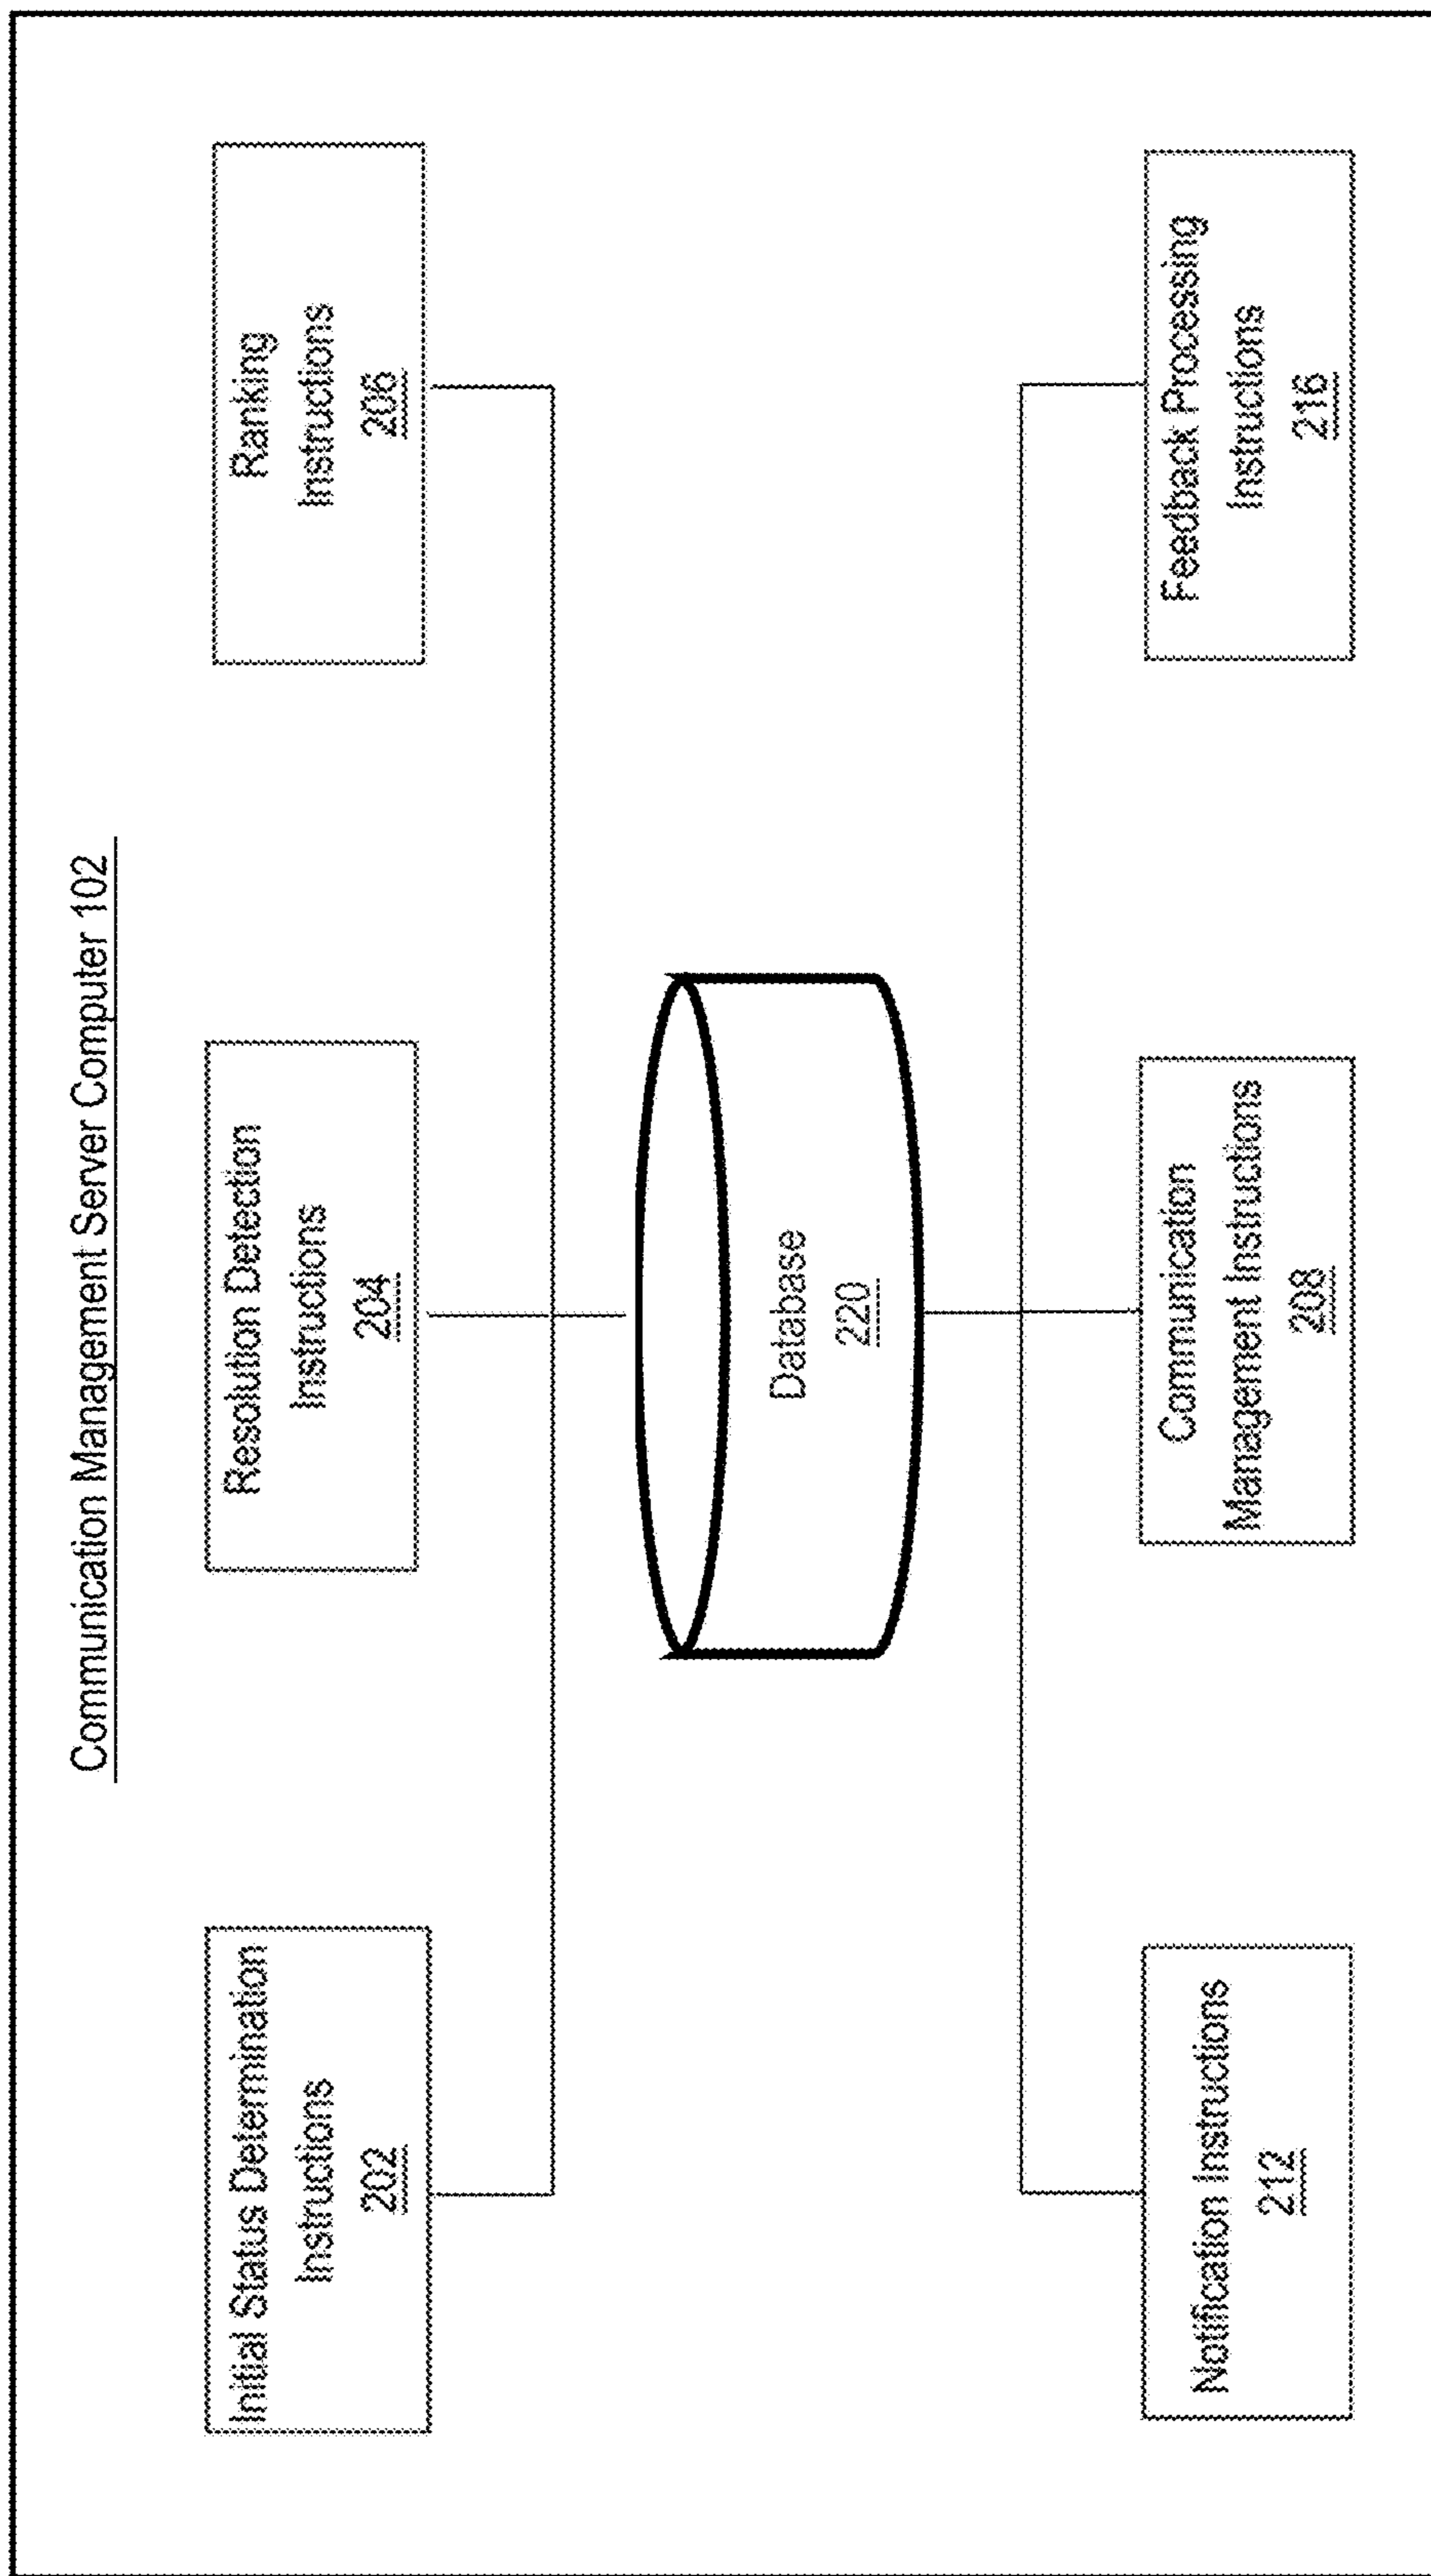 Communication Management Server Computer 102
Initial Status Determination
Instructions
202
Resolution Detection
Instructions
204
Ranking
Instructions
206
Database
220
Notification Instructions
212
Communication
Management Instructions
208
Feedback Processing
Instructions
216